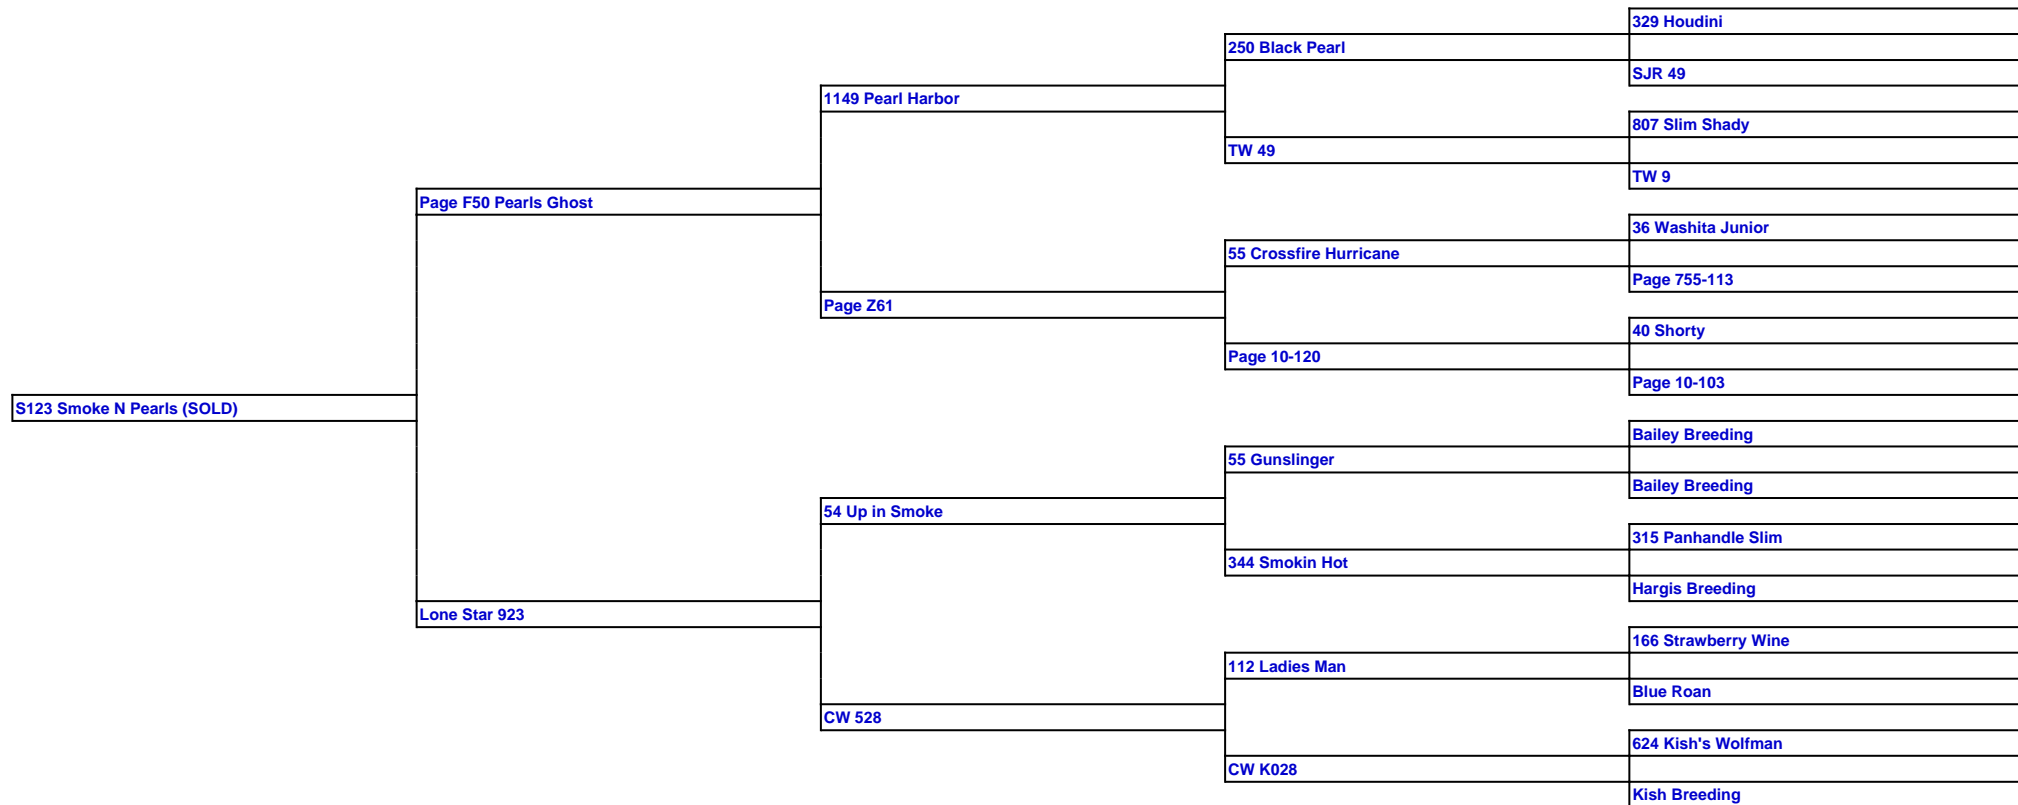 329 Houdini
250 Black Pearl
SJR 49
1149 Pearl Harbor
807 Slim Shady
TW 49
TW 9
Page F50 Pearls Ghost
36 Washita Junior
55 Crossfire Hurricane
Page 755-113
Page Z61
40 Shorty
Page 10-120
Page 10-103
S123 Smoke N Pearls (SOLD)
Bailey Breeding
55 Gunslinger
Bailey Breeding
54 Up in Smoke
315 Panhandle Slim
344 Smokin Hot
Hargis Breeding
Lone Star 923
166 Strawberry Wine
112 Ladies Man
Blue Roan
CW 528
624 Kish's Wolfman
CW K028
Kish Breeding